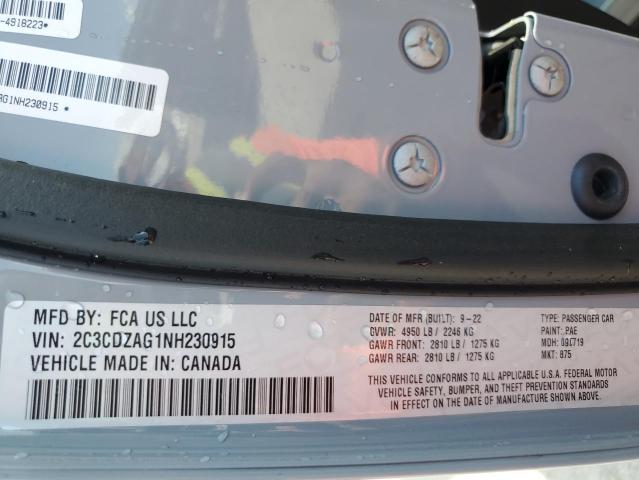 -4918223*
AG1NH230915 *
MFD BY: FCA US LLC
VIN: 2C3CDZAG1NH230915
VEHICLE MADE IN: CANADA
DATE OF MFR (BUILT): 9-22
GVWR: 4950 LB / 2246 KG
GAWR FRONT: 2810 LB / 1275 KG
GAWR REAR: 2810 LB / 1275 KG
TYPE: PASSENGER CAR
PAINT: PAE
MDH: 090719
MKT: 875
THIS VEHICLE CONFORMS TO ALL APPLICABLE U.S.A. FEDERAL MOTOR
VEHICLE SAFETY, BUMPER, AND THEFT PREVENTION STANDARDS
IN EFFECT ON THE DATE OF MANUFACTURE SHOWN ABOVE.